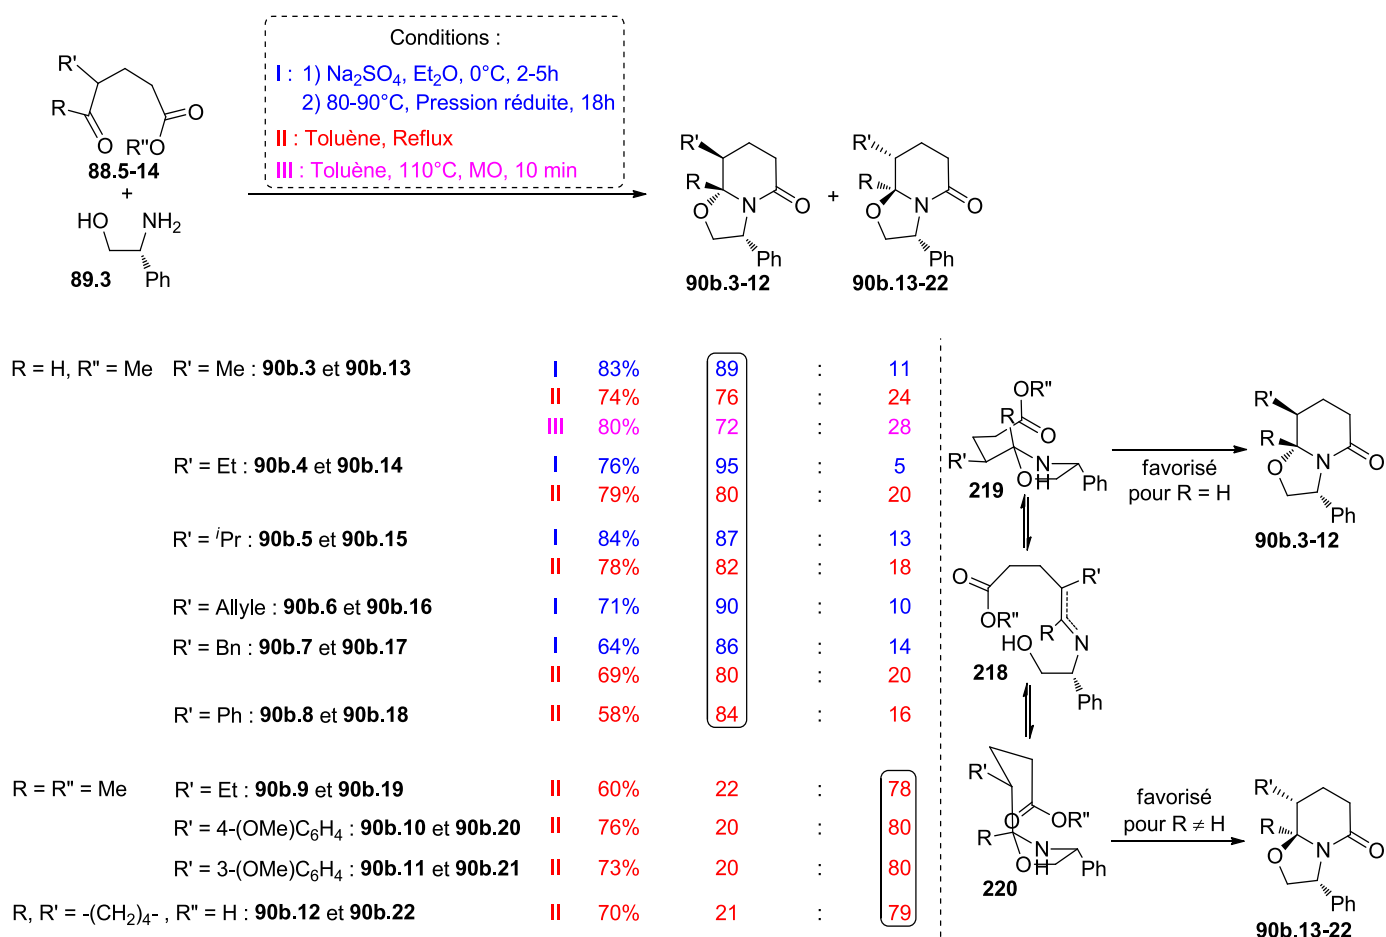 Conditions :
I : 1) Na₂SO₄, Et₂O, 0°C, 2-5h
2) 80-90°C, Pression réduite, 18h
II : Toluène, Reflux
III : Toluène, 110°C, MO, 10 min
R'
R
O
O
R''O
88.5-14
+
HO
NH₂
Ph
89.3
R'
R
O
N
O
Ph
90b.3-12
+
R'
R
O
N
O
Ph
90b.13-22
R = H, R'' = Me R' = Me : 90b.3 et 90b.13 I 83% 89 : 11
II 74% 76 : 24
III 80% 72 : 28
R' = Et : 90b.4 et 90b.14 I 76% 95 : 5
II 79% 80 : 20
R' = ⁱPr : 90b.5 et 90b.15 I 84% 87 : 13
II 78% 82 : 18
R' = Allyle : 90b.6 et 90b.16 I 71% 90 : 10
R' = Bn : 90b.7 et 90b.17 I 64% 86 : 14
II 69% 80 : 20
R' = Ph : 90b.8 et 90b.18 II 58% 84 : 16
R = R'' = Me R' = Et : 90b.9 et 90b.19 II 60% 22 : 78
R' = 4-(OMe)C₆H₄ : 90b.10 et 90b.20 II 76% 20 : 80
R' = 3-(OMe)C₆H₄ : 90b.11 et 90b.21 II 73% 20 : 80
R, R' = -(CH₂)₄- , R'' = H : 90b.12 et 90b.22 II 70% 21 : 79
OR''
R
O
R'
N
OH
Ph
219
favorisé
pour R = H
R'
R
O
N
O
Ph
90b.3-12
O
R'
OR''
R
HO
N
218
Ph
R'
O
OR''
R
N
OH
Ph
220
favorisé
pour R ≠ H
R'
R
O
N
O
Ph
90b.13-22